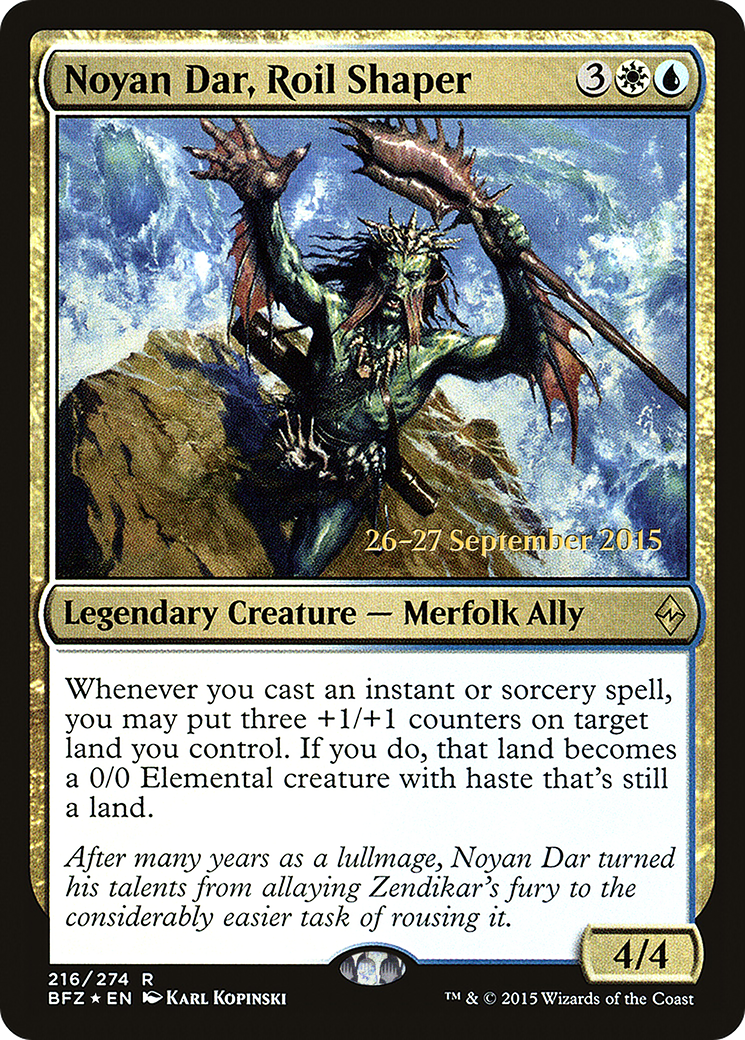 Noyan Dar, Roil Shaper 3
26–27 September 2015
Legendary Creature — Merfolk Ally
Whenever you cast an instant or sorcery spell,
you may put three +1/+1 counters on target
land you control. If you do, that land becomes
a 0/0 Elemental creature with haste that's still
a land.
After many years as a lullmage, Noyan Dar turned
his talents from allaying Zendikar's fury to the
considerably easier task of rousing it.
4/4
216/274 R
BFZ ★ EN Karl Kopinski
™ & © 2015 Wizards of the Coast